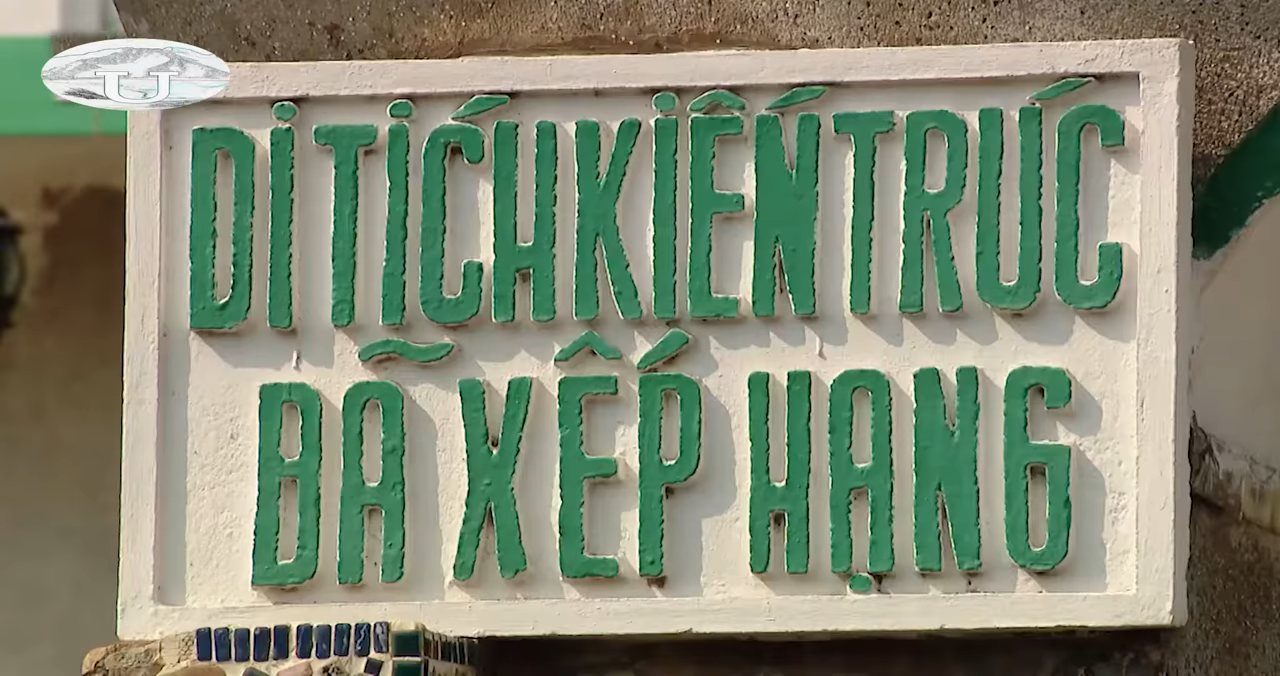 U
DI TÍCH KIẾN TRÚC
ĐÃ XẾP HẠNG